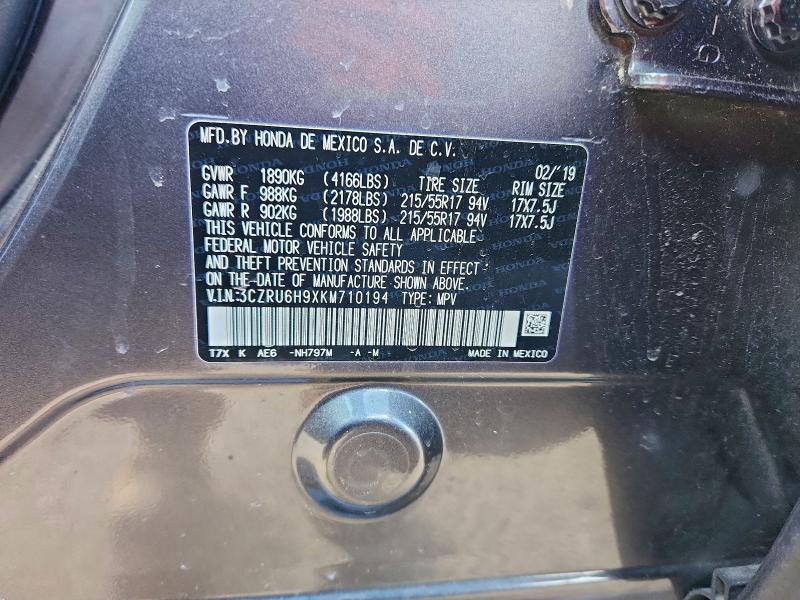 MFD.BY HONDA DE MEXICO S.A. DE C.V.
02/'19
GVWR 1890KG (4166LBS) TIRE SIZE RIM SIZE
GAWR F 988KG (2178LBS) 215/55R17 94V 17X7.5J
GAWR R 902KG (1988LBS) 215/55R17 94V 17X7.5J
THIS VEHICLE CONFORMS TO ALL APPLICABLE
FEDERAL MOTOR VEHICLE SAFETY
AND THEFT PREVENTION STANDARDS IN EFFECT
ON THE DATE OF MANUFACTURE SHOWN ABOVE.
V.I.N:3CZRU6H9XKM710194 TYPE: MPV
T7X K AE6 -NH797M -A -M MADE IN MEXICO